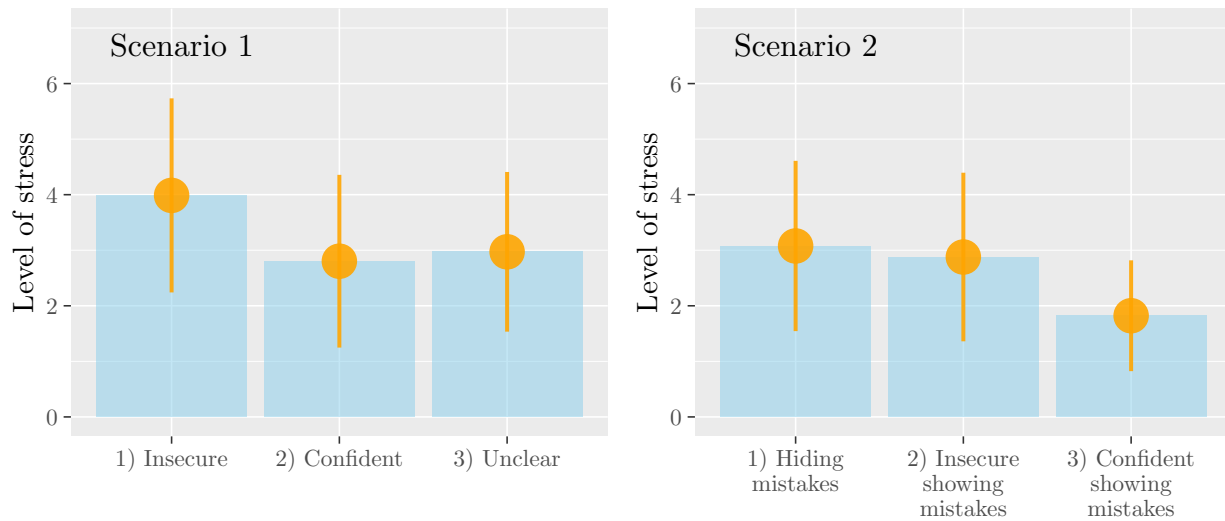 Scenario 1
Level of stress
6
4
2
0
1) Insecure
2) Confident
3) Unclear
Scenario 2
Level of stress
6
4
2
0
1) Hiding
mistakes
2) Insecure
showing
mistakes
3) Confident
showing
mistakes